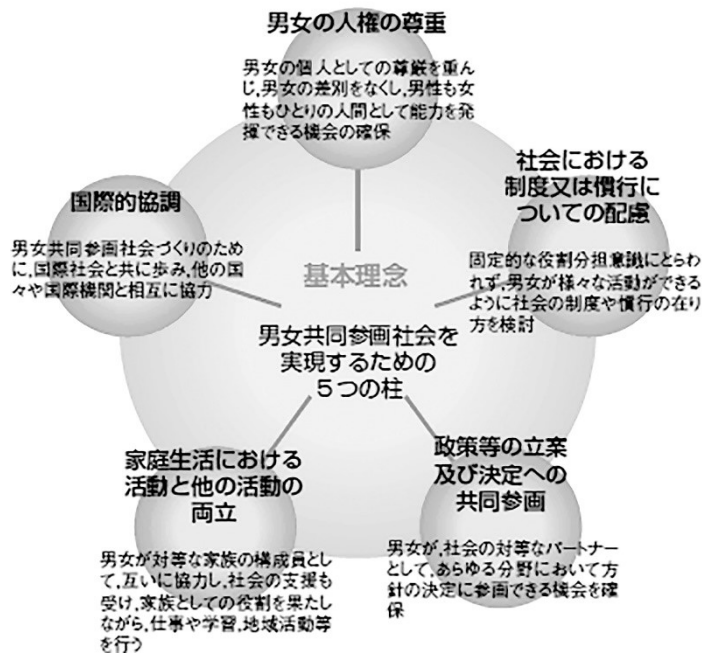 男女の人権の尊重
男女の個人としての尊厳を重ん
じ,男女の差別をなくし,男性も女
性もひとりの人間として能力を発
揮できる機会の確保
社会における
制度又は慣行に
ついての配慮
固定的な役割分担意識にとらわ
れず,男女が様々な活動ができる
ように社会の制度や慣行の在り
方を検討
国際的協調
男女共同参画社会づくりのため
に,国際社会と共に歩み,他の国
々や国際機関と相互に協力
基本理念
男女共同参画社会を
実現するための
5つの柱
政策等の立案
及び決定への
共同参画
男女が,社会の対等なパートナー
として,あらゆる分野において方
針の決定に参画できる機会を確
保
家庭生活における
活動と他の活動の
両立
男女が対等な家族の構成員とし
て,互いに協力し,社会の支援も
受け,家族としての役割を果たし
ながら,仕事や学習,地域活動等
を行う